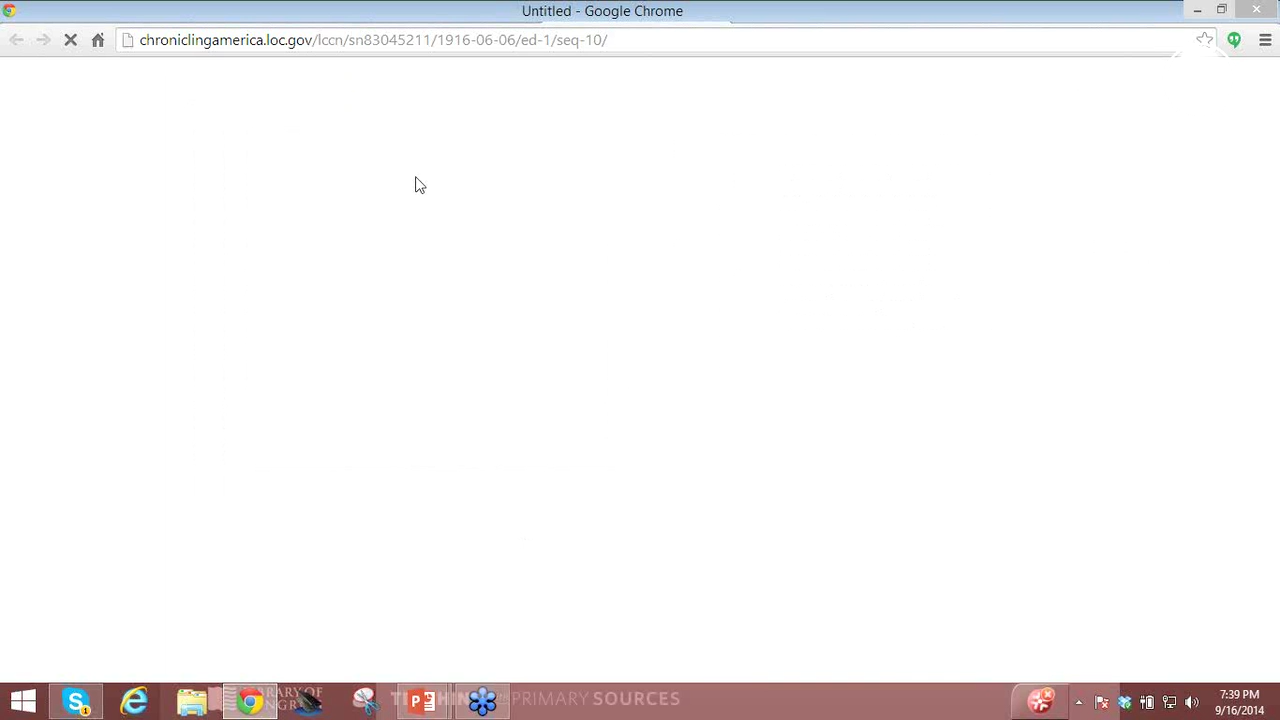 Untitled - Google Chrome
chroniclingamerica.loc.gov/lccn/sn83045211/1916-06-06/ed-1/seq-10/
7:39 PM
PRIMARY SOURCES
9/16/2014